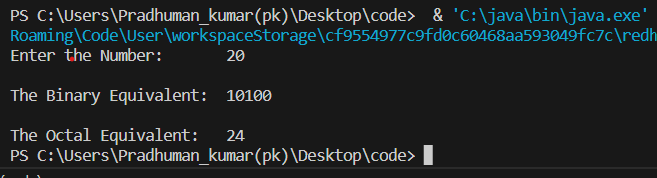 PS C:\Users\Pradhuman_kumar(pk)\Desktop\code>  & 'C:\java\bin\java.exe'
Roaming\Code\User\workspaceStorage\cf9554977c9fd0c60468aa593049fc7c\redh
Enter the Number:       20
The Binary Equivalent:  10100
The Octal Equivalent:   24
PS C:\Users\Pradhuman_kumar(pk)\Desktop\code>